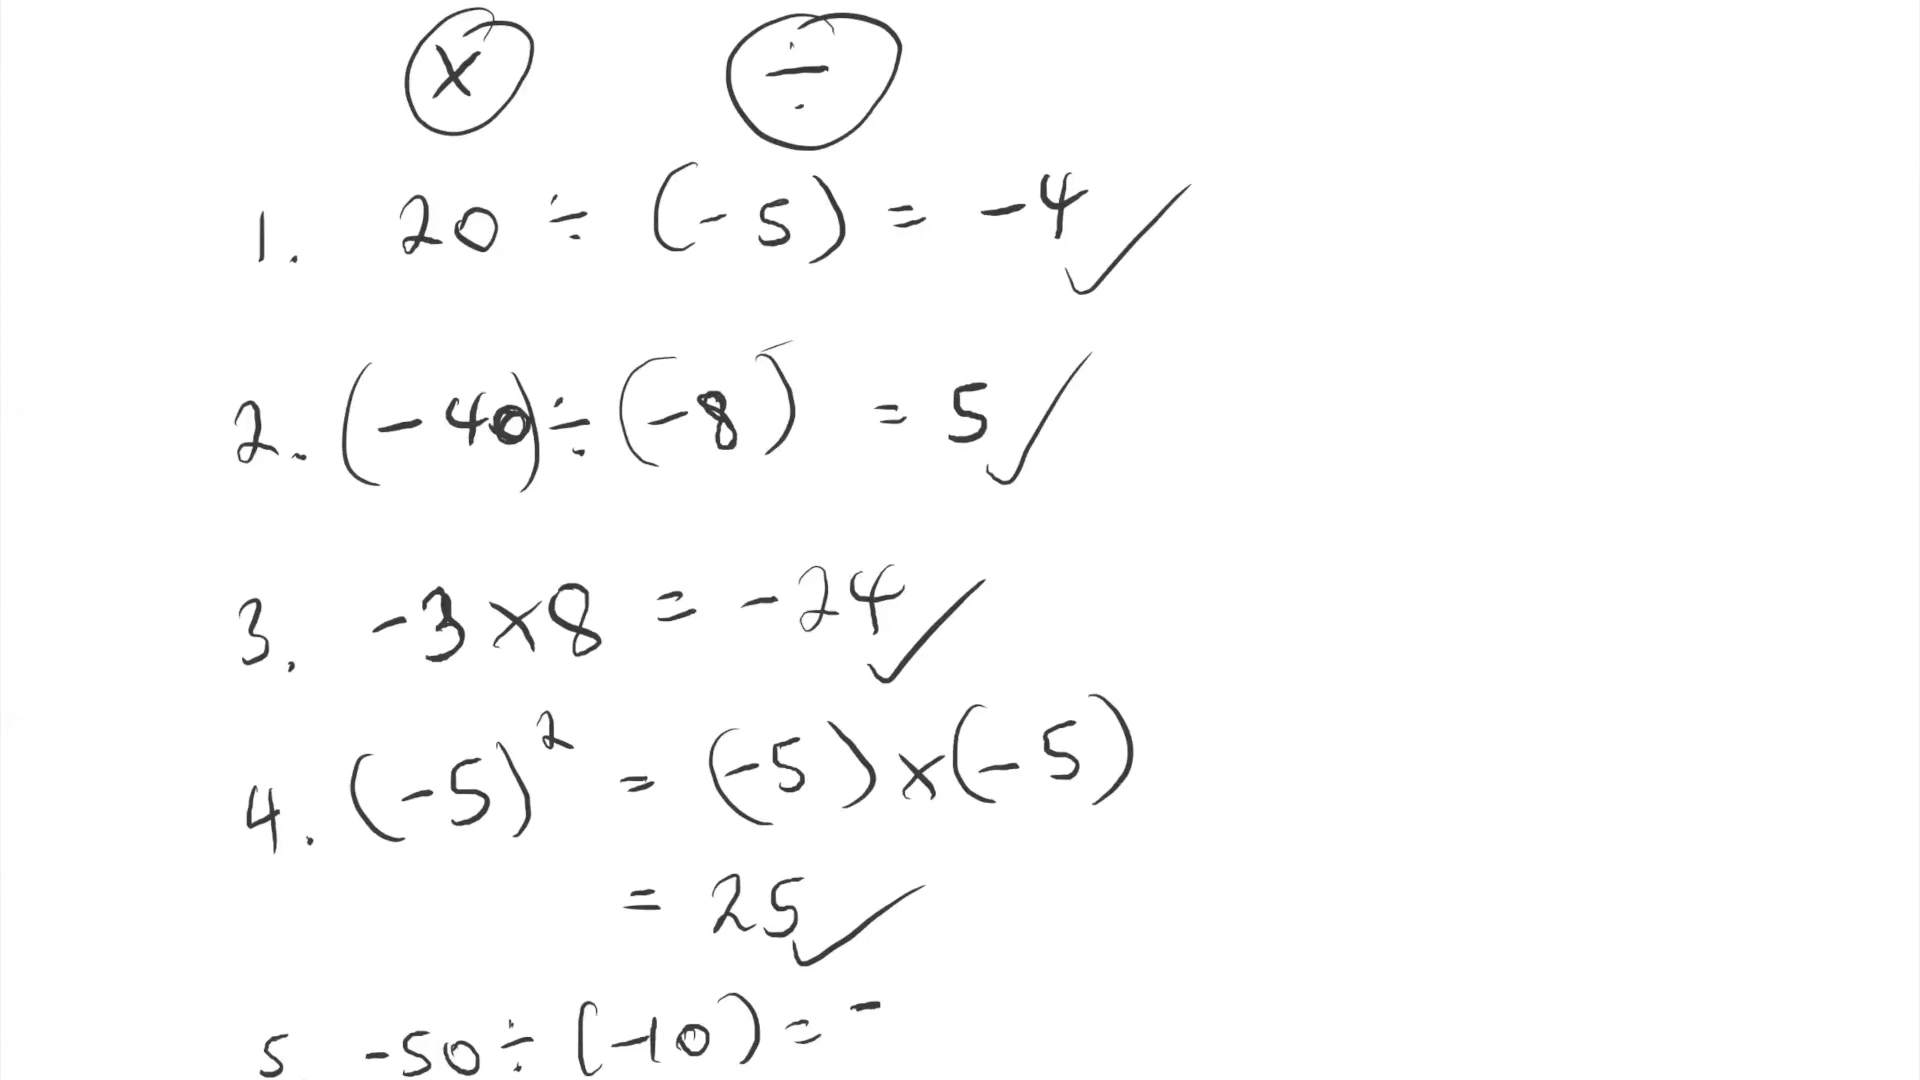 × ÷
1. 20 ÷ (-5) = -4 ✓
2. (-40) ÷ (-8) = 5 ✓
3. -3 × 8 = -24 ✓
4. (-5)² = (-5) × (-5)
= 25 ✓
5. -50 ÷ (-10) = -